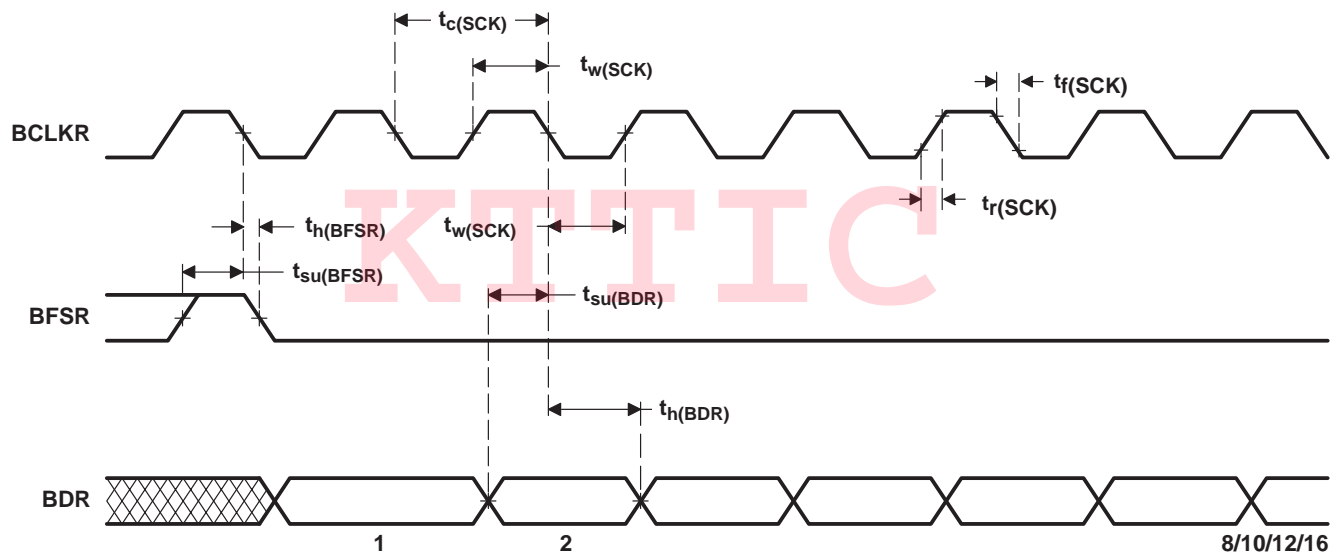 tc(SCK)
tw(SCK)
tf(SCK)
BCLKR
tr(SCK)
th(BFSR)
tw(SCK)
KTTIC
tsu(BFSR)
tsu(BDR)
BFSR
th(BDR)
BDR
1
2
8/10/12/16